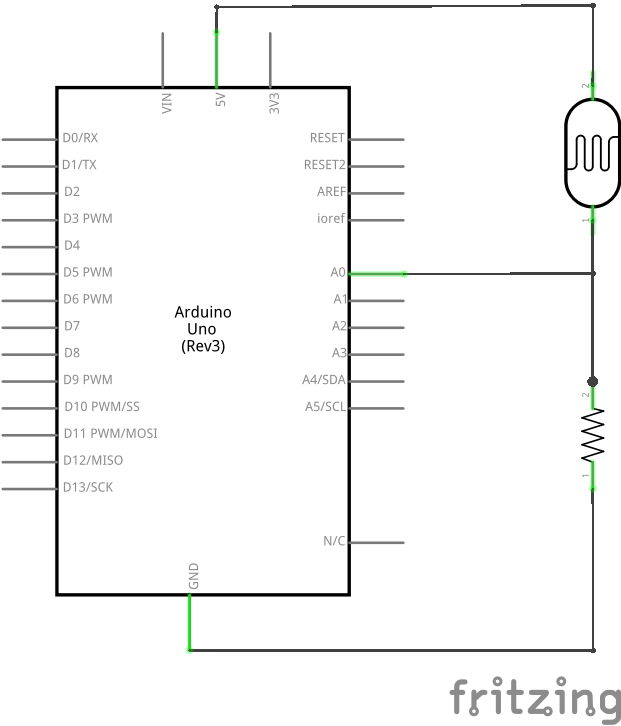 VIN
5V
3V3
D0/RX
D1/TX
D2
D3 PWM
D4
D5 PWM
D6 PWM
D7
D8
D9 PWM
D10 PWM/SS
D11 PWM/MOSI
D12/MISO
D13/SCK
Arduino
Uno
(Rev3)
RESET
RESET2
AREF
ioref
A0
A1
A2
A3
A4/SDA
A5/SCL
N/C
GND
2
1
2
1
fritzing